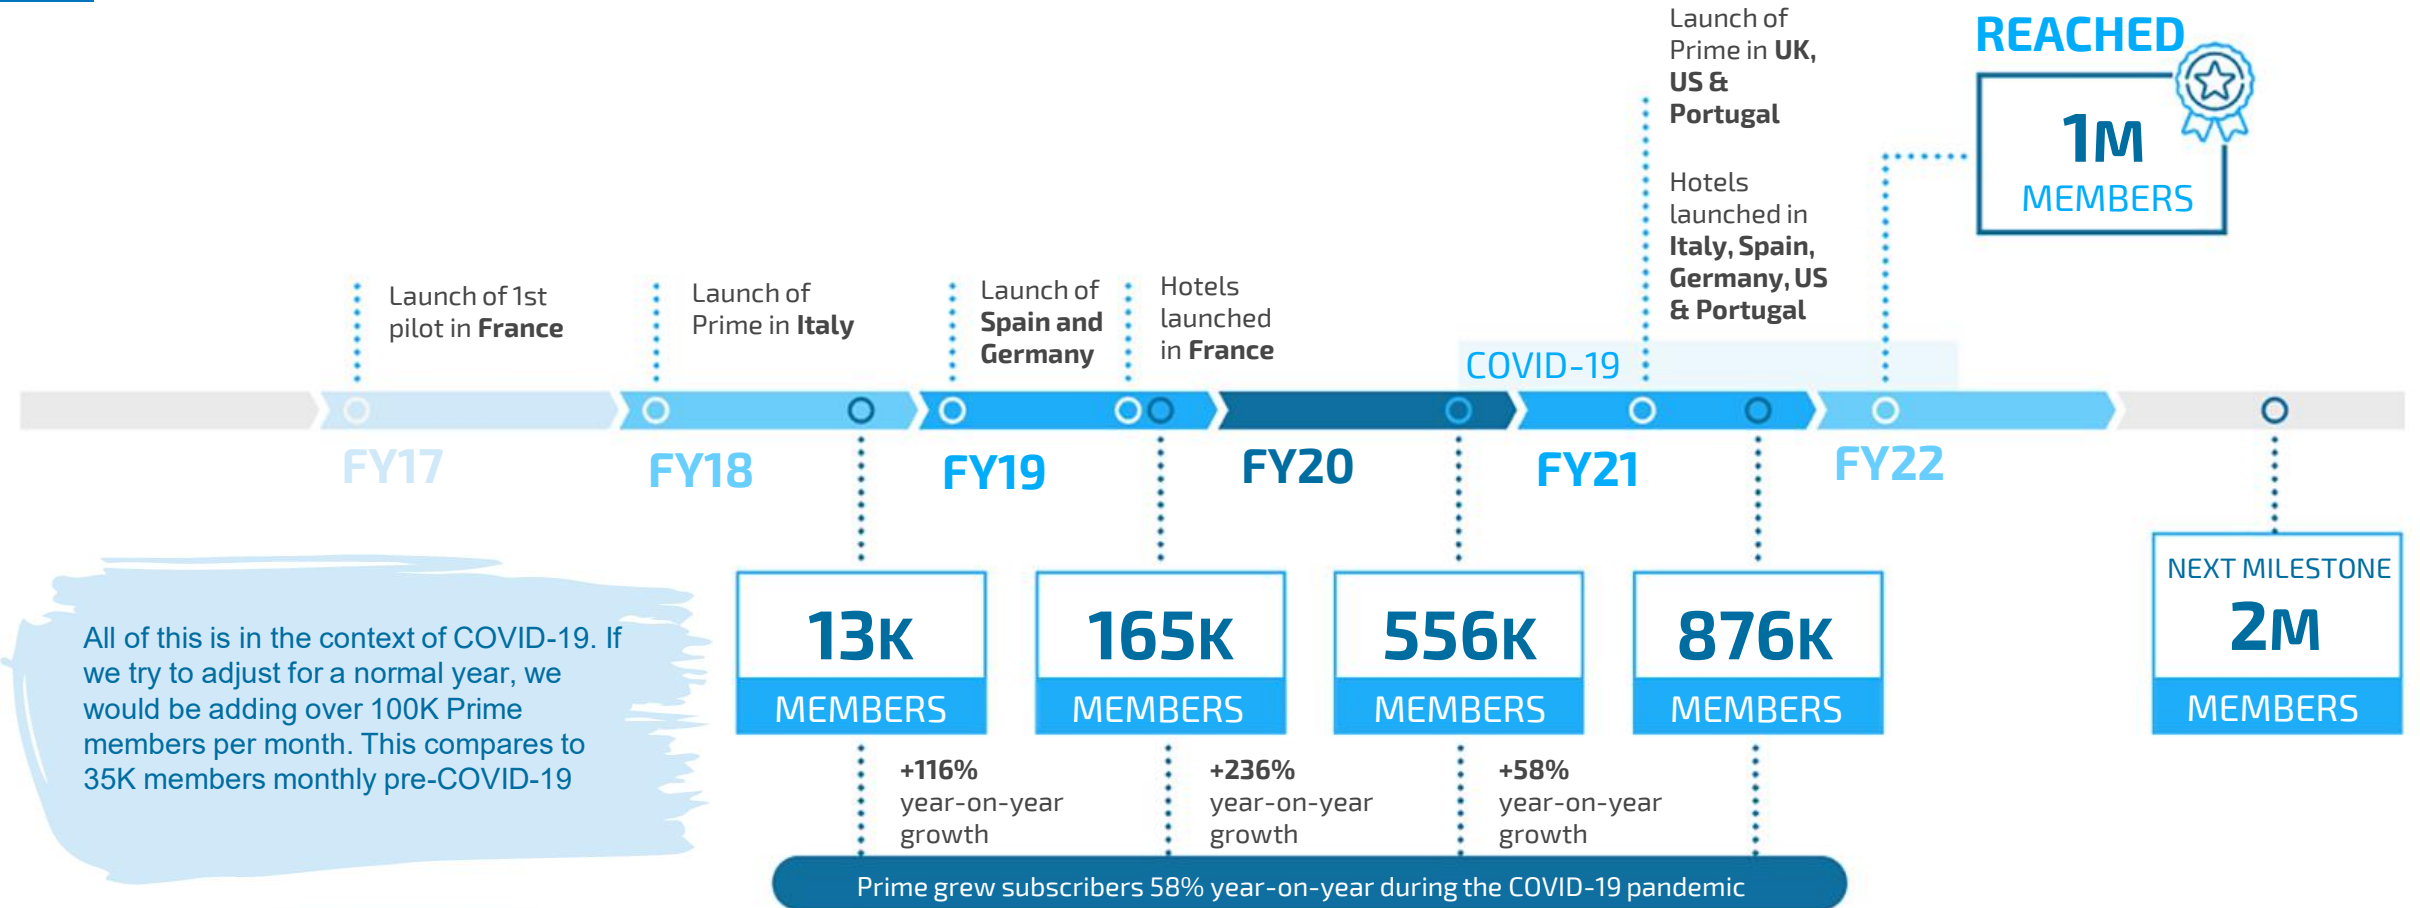 Launch of
Prime in UK,
US &
Portugal
Hotels
launched in
Italy, Spain,
Germany, US
& Portugal
REACHED
1M
MEMBERS
Launch of 1st
pilot in France
Launch of
Prime in Italy
Launch of
Spain and
Germany
Hotels
launched
in France
COVID-19
FY17
FY18
FY19
FY20
FY21
FY22
All of this is in the context of COVID-19. If
we try to adjust for a normal year, we
would be adding over 100K Prime
members per month. This compares to
35K members monthly pre-COVID-19
13K
MEMBERS
165K
MEMBERS
556K
MEMBERS
876K
MEMBERS
NEXT MILESTONE
2M
MEMBERS
+116%
year-on-year
growth
+236%
year-on-year
growth
+58%
year-on-year
growth
Prime grew subscribers 58% year-on-year during the COVID-19 pandemic